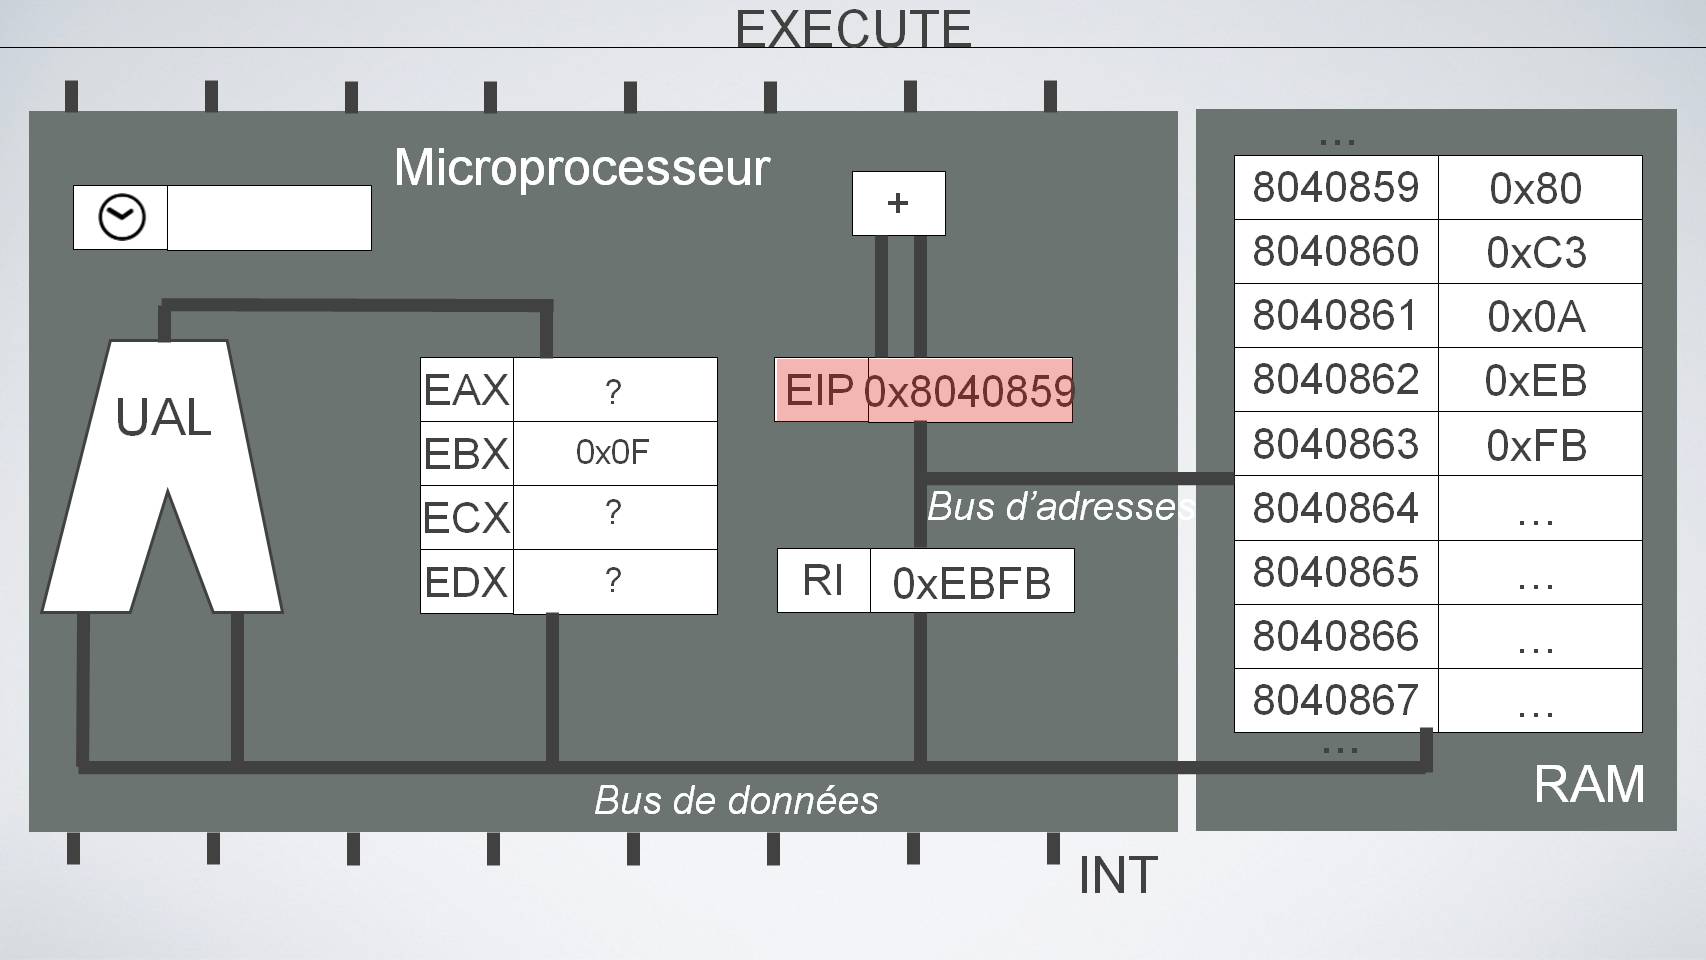 EXECUTE
Microprocesseur
+
UAL
EAX ?
EBX 0x0F
ECX ?
EDX ?
EIP 0x8040859
Bus d’adresses
RI 0xEBFB
Bus de données
INT
...
8040859 0x80
8040860 0xC3
8040861 0x0A
8040862 0xEB
8040863 0xFB
8040864 ...
8040865 ...
8040866 ...
8040867 ...
...
RAM